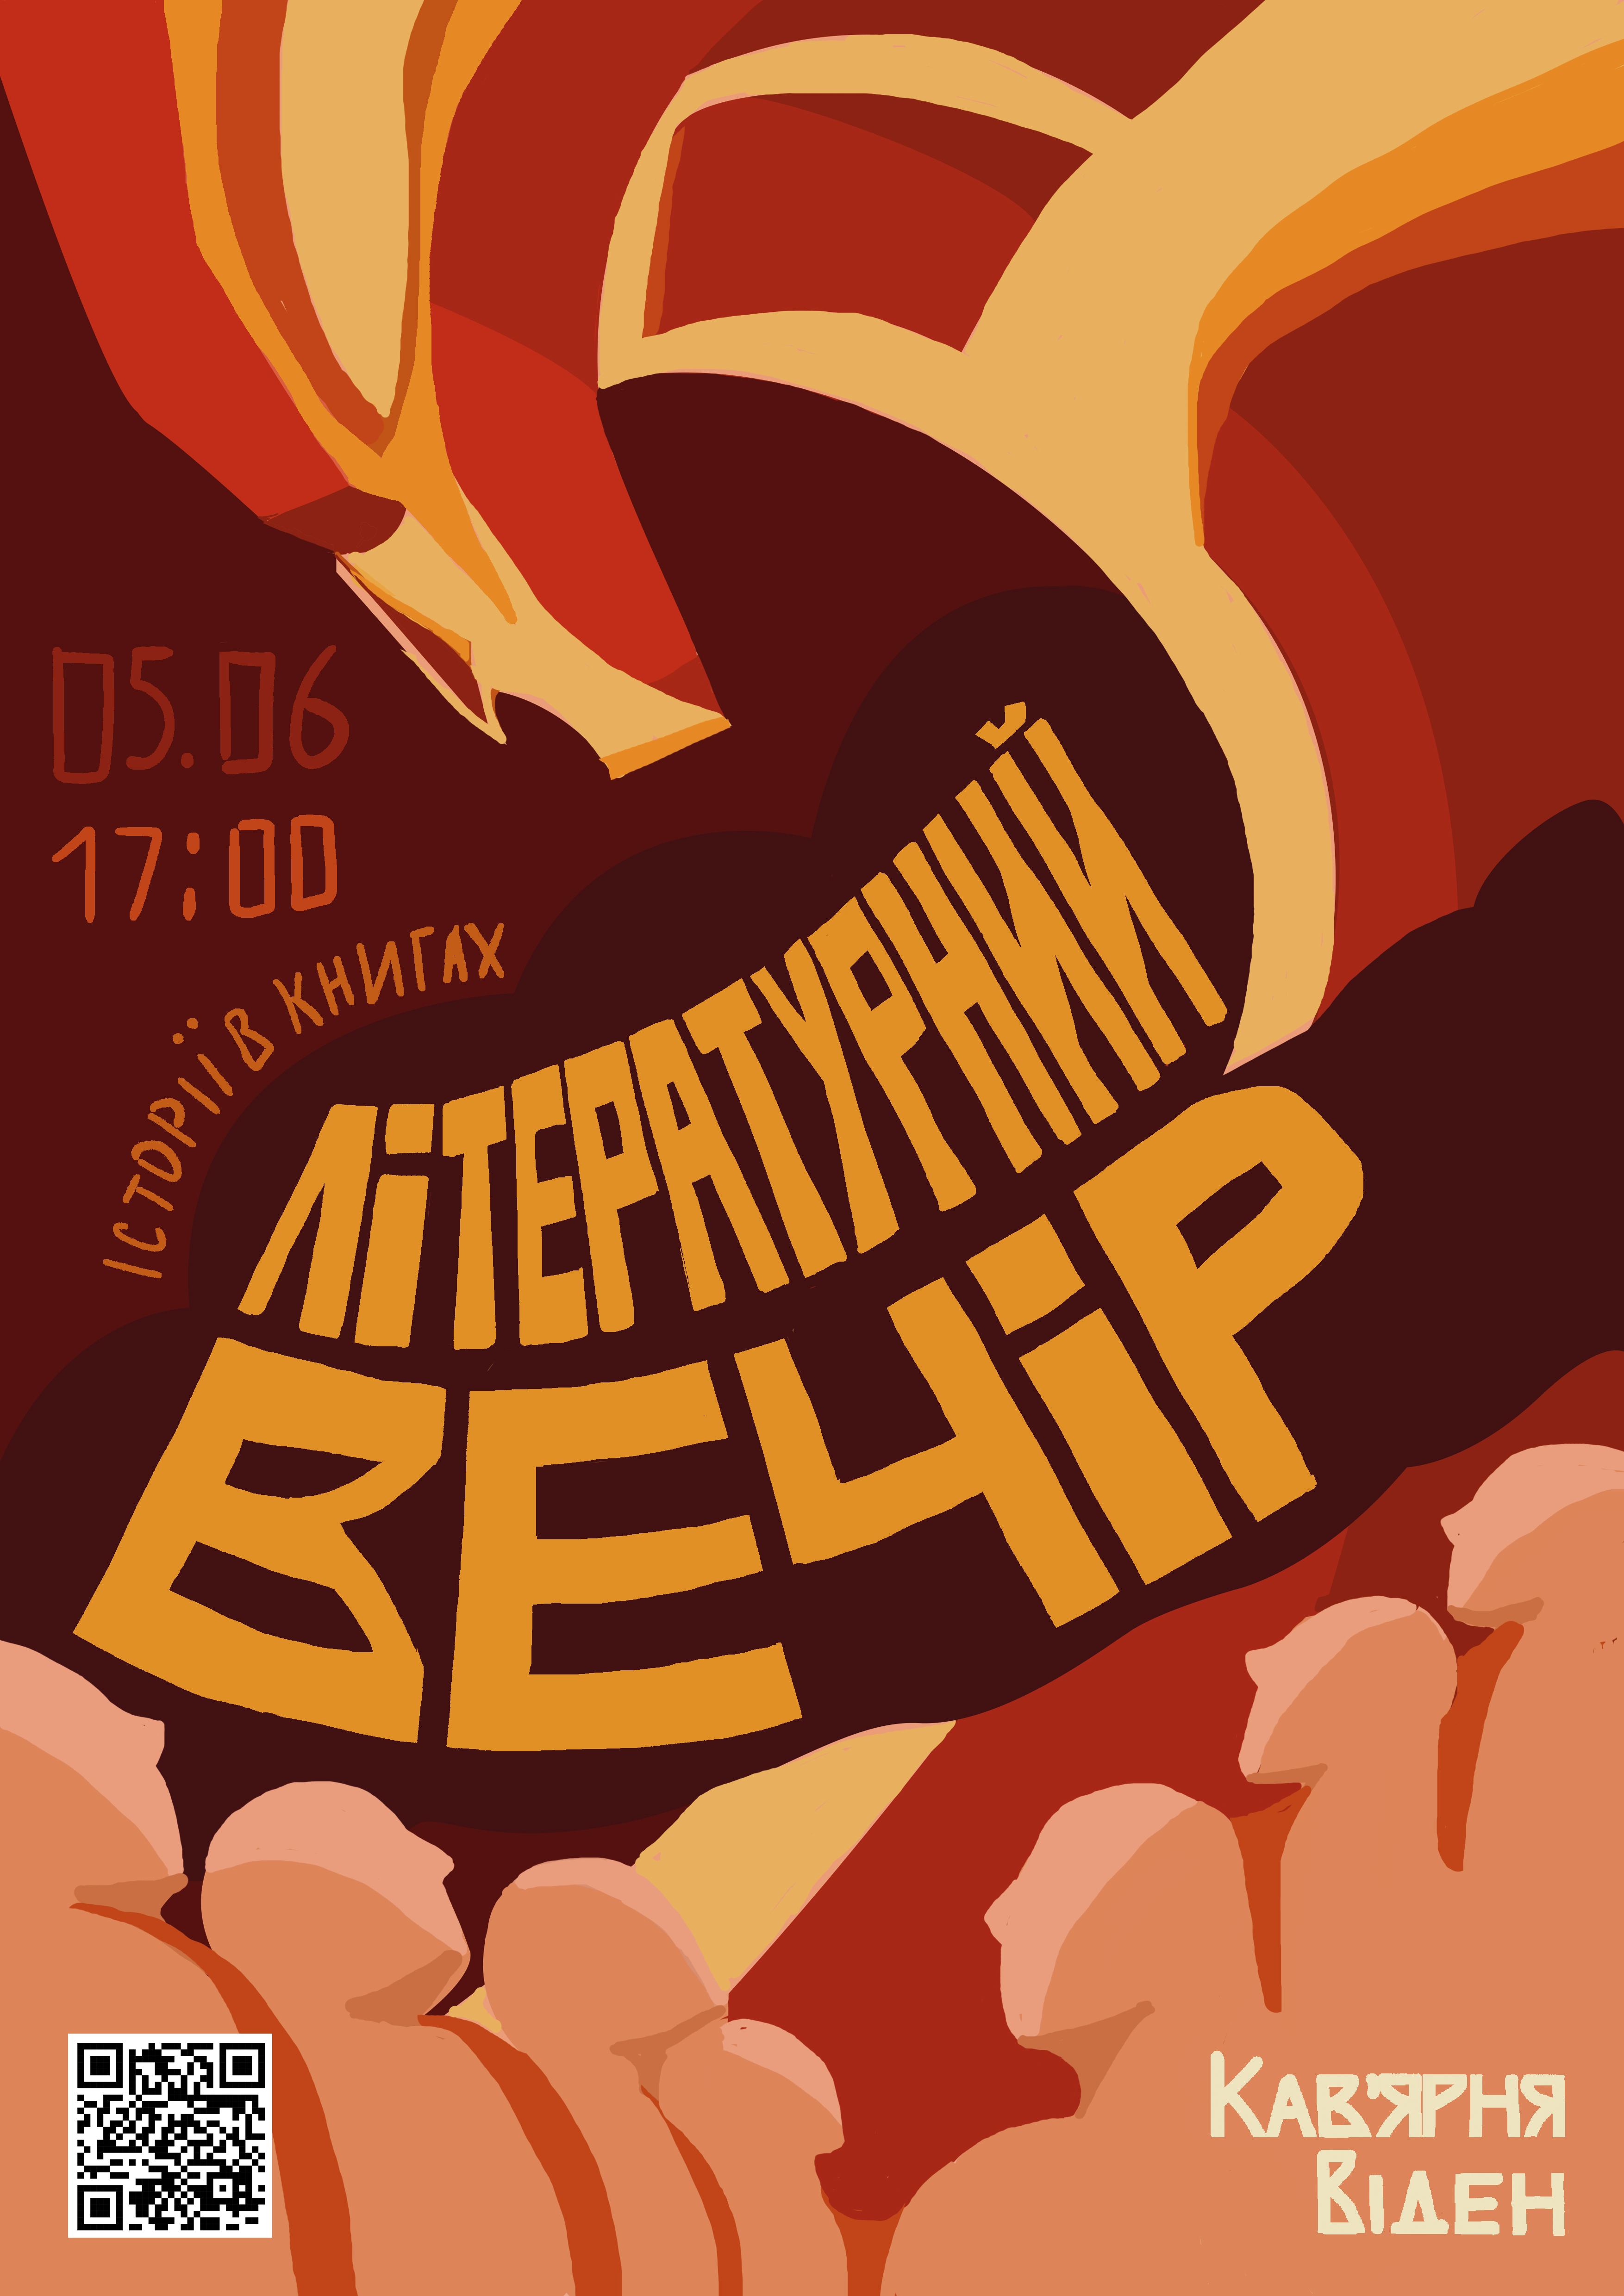 05.06
17:00
Історії в книгах
Літературний
Вечір
Кав'ярня
Віден